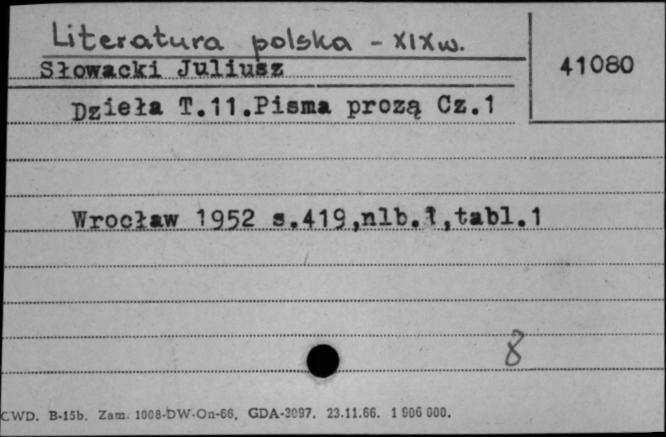 Literatura polska - XIX w.
Słowacki Juliusz
41080
Dzieła T.11.Pisma prozą Cz.1
Wrocław 1952 s.419,nlb.1,tabl.1
8
CWD. B-15b. Zam. 1008-DW-On-66. GDA-3097. 23.11.66. 1 906 000.